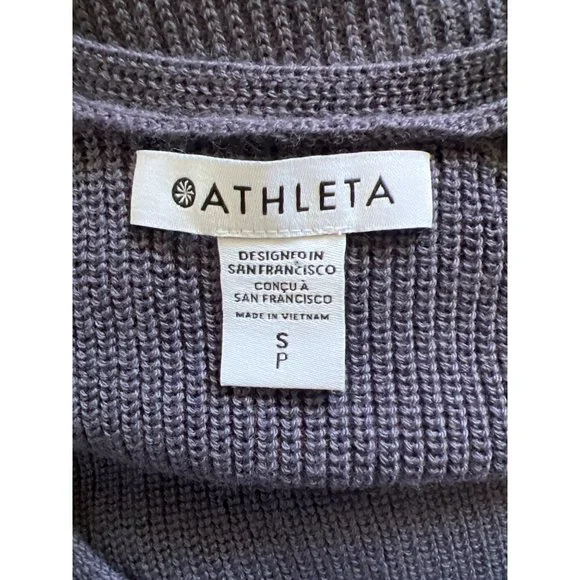 ATHLETA
DESIGNED IN
SAN FRANCISCO
CONÇU À
SAN FRANCISCO
MADE IN VIETNAM
S
P